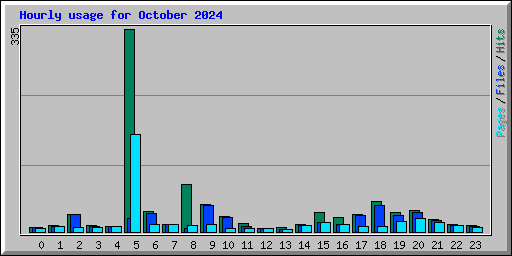 Hourly usage for October 2024
335
Pages/Files/Hits
0 1 2 3 4 5 6 7 8 9 10 11 12 13 14 15 16 17 18 19 20 21 22 23